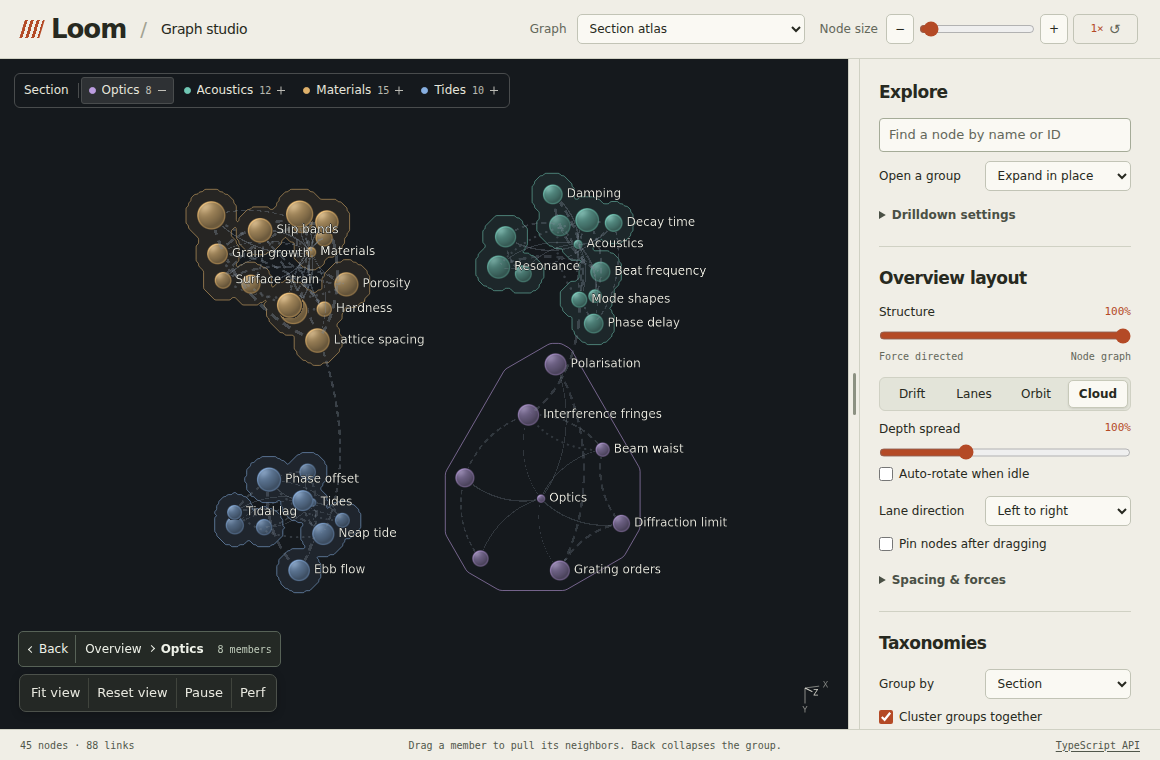 Loom / Graph studio
Graph Section atlas Node size − + 1× ↺
Section Optics 8 − Acoustics 12 + Materials 15 + Tides 10 +
Damping
Slip bands
Decay time
Grain growth
Materials
Acoustics
Resonance
Beat frequency
Surface strain
Porosity
Hardness
Mode shapes
Phase delay
Lattice spacing
Polarisation
Interference fringes
Beam waist
Phase offset
Optics
Tides
Tidal lag
Diffraction limit
Neap tide
Ebb flow
Grating orders
‹ Back Overview › Optics 8 members
Fit view Reset view Pause Perf
X
Z
Y
Explore
Find a node by name or ID
Open a group Expand in place
Drilldown settings
Overview layout
Structure 100%
Force directed Node graph
Drift Lanes Orbit Cloud
Depth spread 100%
Auto-rotate when idle
Lane direction Left to right
Pin nodes after dragging
Spacing & forces
Taxonomies
Group by Section
Cluster groups together
45 nodes · 88 links Drag a member to pull its neighbors. Back collapses the group. TypeScript API